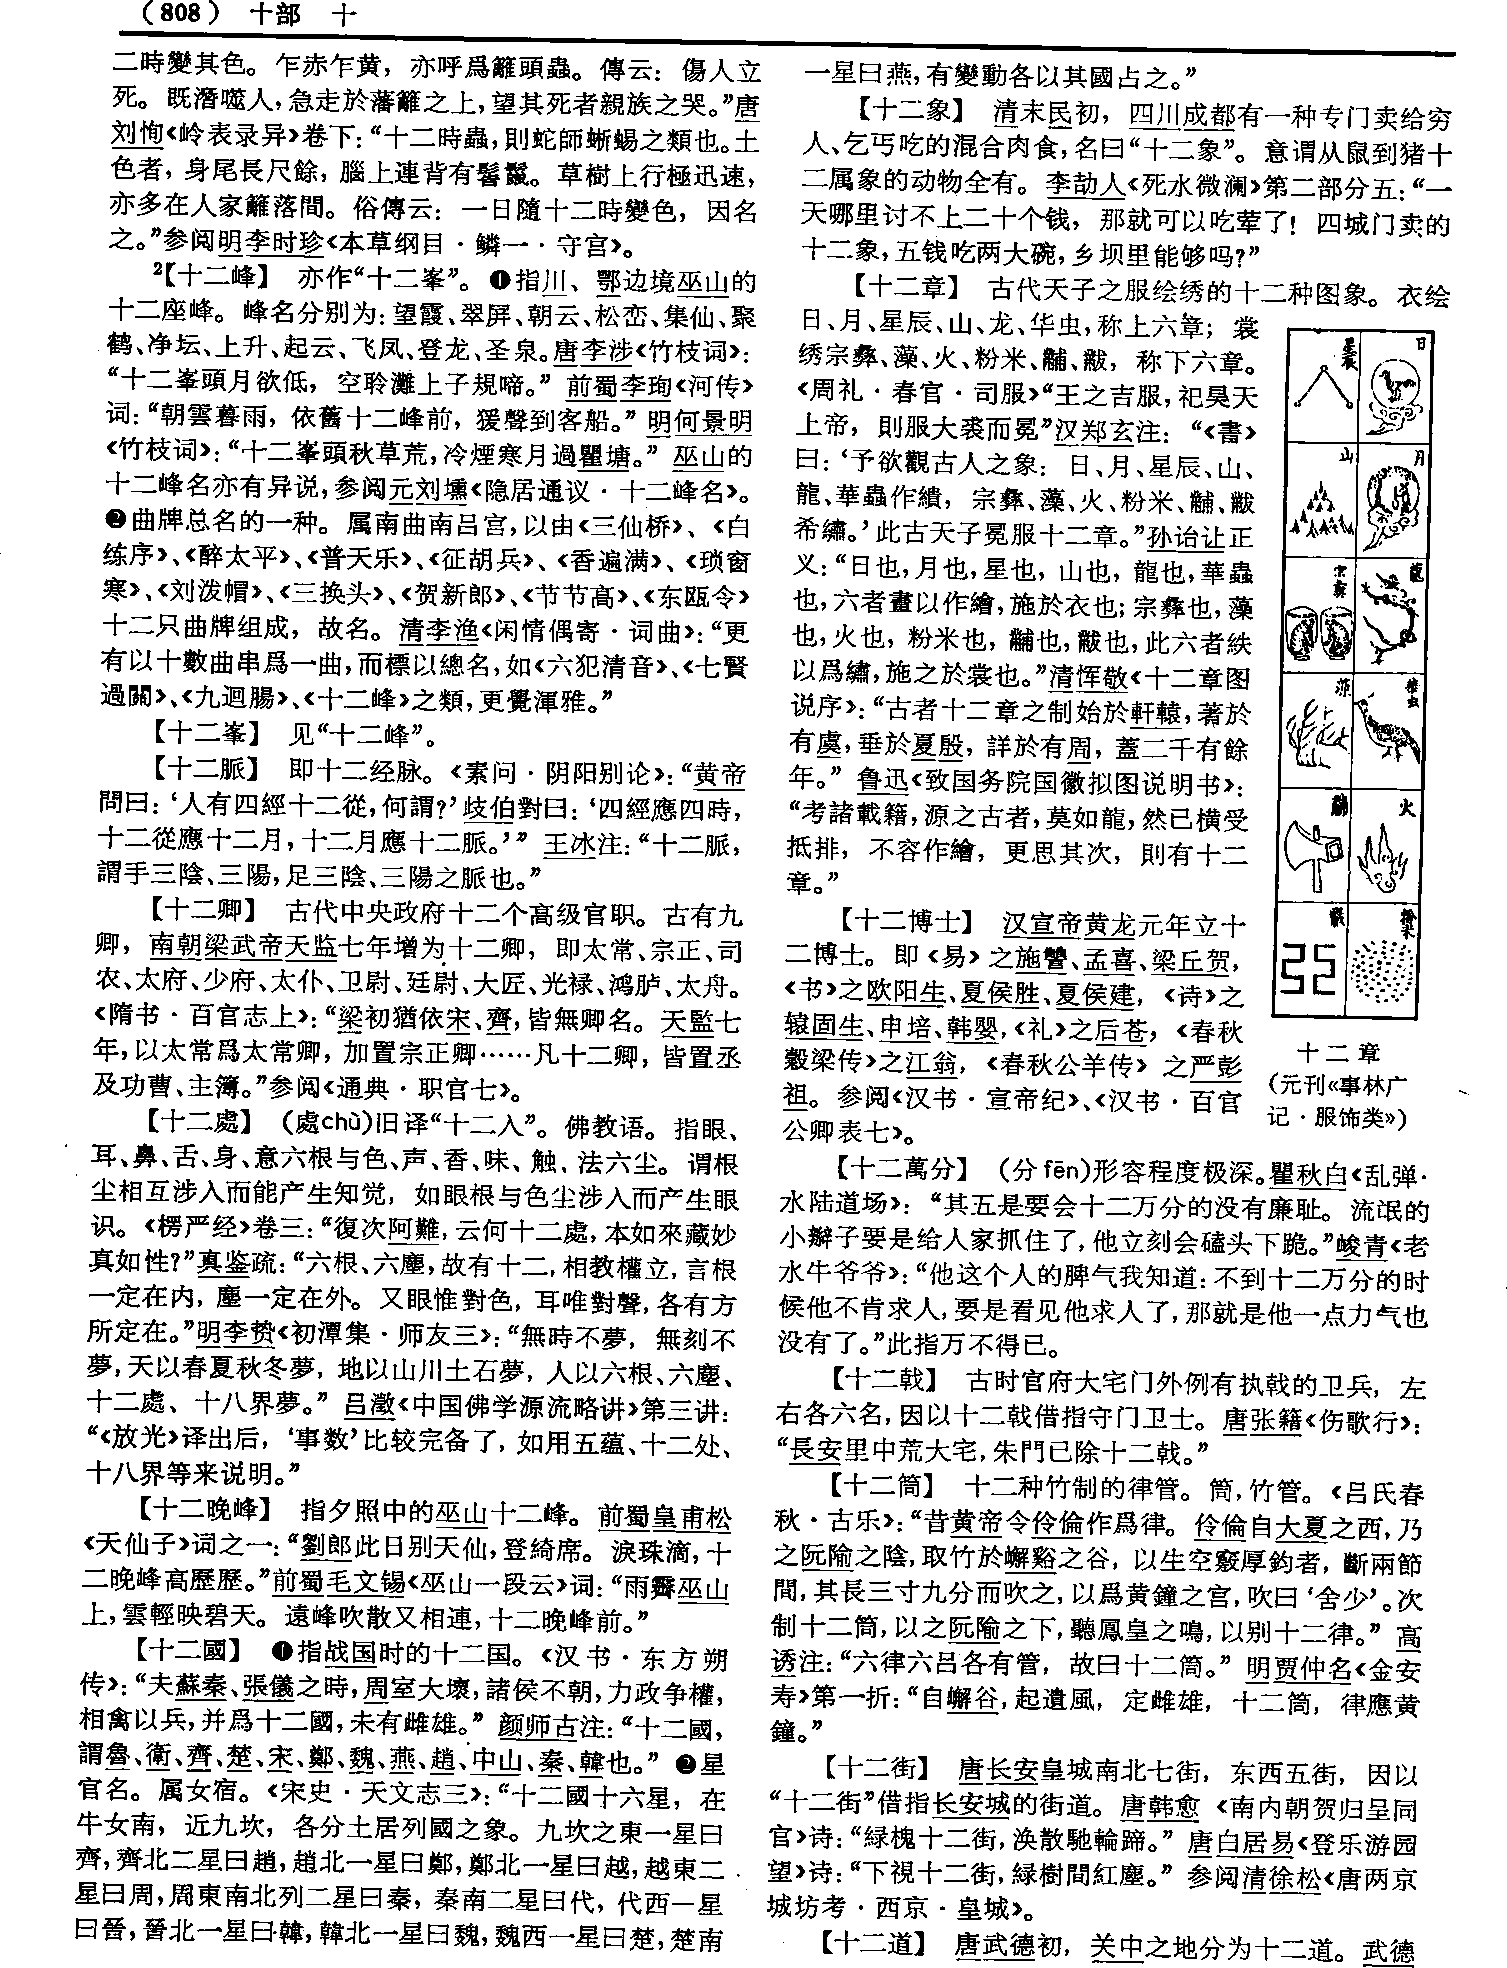 （808） 十部 十
二時變其色。乍赤乍黄，亦呼爲籬頭蟲。傳云：傷人立
死。既潛噬人，急走於藩籬之上，望其死者親族之哭。”唐
刘恂《岭表录异》卷下：“十二時蟲，則蛇師蜥蜴之類也。土
色者，身尾長尺餘，腦上連背有髻鬣。草樹上行極迅速，
亦多在人家籬落間。俗傳云：一日隨十二時變色，因名
之。”参阅明李时珍《本草纲目·鳞一·守宫》。
²【十二峰】 亦作“十二峯”。❶指川、鄂边境巫山的
十二座峰。峰名分别为：望霞、翠屏、朝云、松峦、集仙、聚
鹤、净坛、上升、起云、飞凤、登龙、圣泉。唐李涉《竹枝词》：
“十二峯頭月欲低，空聆灘上子規啼。”前蜀李珣《河传》
词：“朝雲暮雨，依舊十二峰前，猨聲到客船。”明何景明
《竹枝词》：“十二峯頭秋草荒，冷煙寒月過瞿塘。”巫山的
十二峰名亦有异说，参阅元刘壎《隐居通议·十二峰名》。
❷曲牌总名的一种。属南曲南吕宫，以由《三仙桥》、《白
练序》、《醉太平》、《普天乐》、《征胡兵》、《香遍满》、《琐窗
寒》、《刘泼帽》、《三换头》、《贺新郎》、《节节高》、《东瓯令》
十二只曲牌组成，故名。清李渔《闲情偶寄·词曲》：“更
有以十數曲串爲一曲，而標以總名，如《六犯清音》、《七賢
過關》、《九迴腸》、《十二峰》之類，更覺渾雅。”
【十二峯】 见“十二峰”。
【十二脈】 即十二经脉。《素问·阴阳别论》：“黄帝
問曰：‘人有四經十二從，何謂？’歧伯對曰：‘四經應四時，
十二從應十二月，十二月應十二脈。’”王冰注：“十二脈，
謂手三陰、三陽，足三陰、三陽之脈也。”
【十二卿】 古代中央政府十二个高级官职。古有九
卿，南朝梁武帝天监七年增为十二卿，即太常、宗正、司
农、太府、少府、太仆、卫尉、廷尉、大匠、光禄、鸿胪、太舟。
《隋书·百官志上》：“梁初猶依宋、齊，皆無卿名。天監七
年，以太常爲太常卿，加置宗正卿……凡十二卿，皆置丞
及功曹、主簿。”参阅《通典·职官七》。
【十二處】 （處chù）旧译“十二入”。佛教语。指眼、
耳、鼻、舌、身、意六根与色、声、香、味、触、法六尘。谓根
尘相互涉入而能产生知觉，如眼根与色尘涉入而产生眼
识。《楞严经》卷三：“復次阿難，云何十二處，本如來藏妙
真如性？”真鉴疏：“六根、六塵，故有十二，相教權立，言根
一定在内，塵一定在外。又眼惟對色，耳唯對聲，各有方
所定在。”明李贽《初潭集·师友三》：“無時不夢，無刻不
夢，天以春夏秋冬夢，地以山川土石夢，人以六根、六塵、
十二處、十八界夢。”吕澂《中国佛学源流略讲》第三讲：
“《放光》译出后，‘事数’比较完备了，如用五蕴、十二处、
十八界等来说明。”
【十二晚峰】 指夕照中的巫山十二峰。前蜀皇甫松
《天仙子》词之一：“劉郎此日别天仙，登綺席。淚珠滴，十
二晚峰高歷歷。”前蜀毛文锡《巫山一段云》词：“雨霽巫山
上，雲輕映碧天。遠峰吹散又相連，十二晚峰前。”
【十二國】 ❶指战国时的十二国。《汉书·东方朔
传》：“夫蘇秦、張儀之時，周室大壞，諸侯不朝，力政争權，
相禽以兵，并爲十二國，未有雌雄。”颜师古注：“十二國，
謂魯、衛、齊、楚、宋、鄭、魏、燕、趙、中山、秦、韓也。”❷星
官名。属女宿。《宋史·天文志三》：“十二國十六星，在
牛女南，近九坎，各分土居列國之象。九坎之東一星曰
齊，齊北二星曰趙，趙北一星曰鄭，鄭北一星曰越，越東二
星曰周，周東南北列二星曰秦，秦南二星曰代，代西一星
曰晉，晉北一星曰韓，韓北一星曰魏，魏西一星曰楚，楚南
一星曰燕，有變動各以其國占之。”
【十二象】 清末民初，四川成都有一种专门卖给穷
人、乞丐吃的混合肉食，名曰“十二象”。意谓从鼠到猪十
二属象的动物全有。李劼人《死水微澜》第二部分五：“一
天哪里讨不上二十个钱，那就可以吃荤了！四城门卖的
十二象，五钱吃两大碗，乡坝里能够吗？”
【十二章】 古代天子之服绘绣的十二种图象。衣绘
日、月、星辰、山、龙、华虫，称上六章；裳
绣宗彝、藻、火、粉米、黼、黻，称下六章。
《周礼·春官·司服》“王之吉服，祀昊天
上帝，則服大裘而冕”汉郑玄注：“《書》
曰：‘予欲觀古人之象：日、月、星辰、山、
龍、華蟲作繢，宗彝、藻、火、粉米、黼、黻
希繡。’此古天子冕服十二章。”孙诒让正
义：“日也，月也，星也，山也，龍也，華蟲
也，六者畫以作繪，施於衣也；宗彝也，藻
也，火也，粉米也，黼也，黻也，此六者紩
以爲繡，施之於裳也。”清恽敬《十二章图
说序》：“古者十二章之制始於軒轅，著於
有虞，垂於夏殷，詳於有周，蓋二千有餘
年。”鲁迅《致国务院国徽拟图说明书》：
“考諸載籍，源之古者，莫如龍，然已横受
抵排，不容作繪，更思其次，則有十二
章。”
日
星辰
月
山
龍
宗彝
華虫
藻
火
黼
粉米
黻
十二章
（元刊《事林广
记·服饰类》）
【十二博士】 汉宣帝黄龙元年立十
二博士。即《易》之施讐、孟喜、梁丘贺，
《书》之欧阳生、夏侯胜、夏侯建，《诗》之
辕固生、申培、韩婴，《礼》之后苍，《春秋
穀梁传》之江翁，《春秋公羊传》之严彭
祖。参阅《汉书·宣帝纪》、《汉书·百官
公卿表七》。
【十二萬分】 （分fēn）形容程度极深。瞿秋白《乱弹·
水陆道场》：“其五是要会十二万分的没有廉耻。流氓的
小辫子要是给人家抓住了，他立刻会磕头下跪。”峻青《老
水牛爷爷》：“他这个人的脾气我知道：不到十二万分的时
候他不肯求人，要是看见他求人了，那就是他一点力气也
没有了。”此指万不得已。
【十二戟】 古时官府大宅门外例有执戟的卫兵，左
右各六名，因以十二戟借指守门卫士。唐张籍《伤歌行》：
“長安里中荒大宅，朱門已除十二戟。”
【十二筒】 十二种竹制的律管。筒，竹管。《吕氏春
秋·古乐》：“昔黄帝令伶倫作爲律。伶倫自大夏之西，乃
之阮隃之陰，取竹於嶰谿之谷，以生空竅厚鈞者，斷兩節
間，其長三寸九分而吹之，以爲黄鐘之宫，吹曰‘舍少’。次
制十二筒，以之阮隃之下，聽鳳皇之鳴，以别十二律。”高
诱注：“六律六吕各有管，故曰十二筒。”明贾仲名《金安
寿》第一折：“自嶰谷，起遺風，定雌雄，十二筒，律應黄
鐘。”
【十二街】 唐长安皇城南北七街，东西五街，因以
“十二街”借指长安城的街道。唐韩愈《南内朝贺归呈同
官》诗：“緑槐十二街，涣散馳輪蹄。”唐白居易《登乐游园
望》诗：“下視十二街，緑樹間紅塵。”参阅清徐松《唐两京
城坊考·西京·皇城》。
【十二道】 唐武德初，关中之地分为十二道。武德